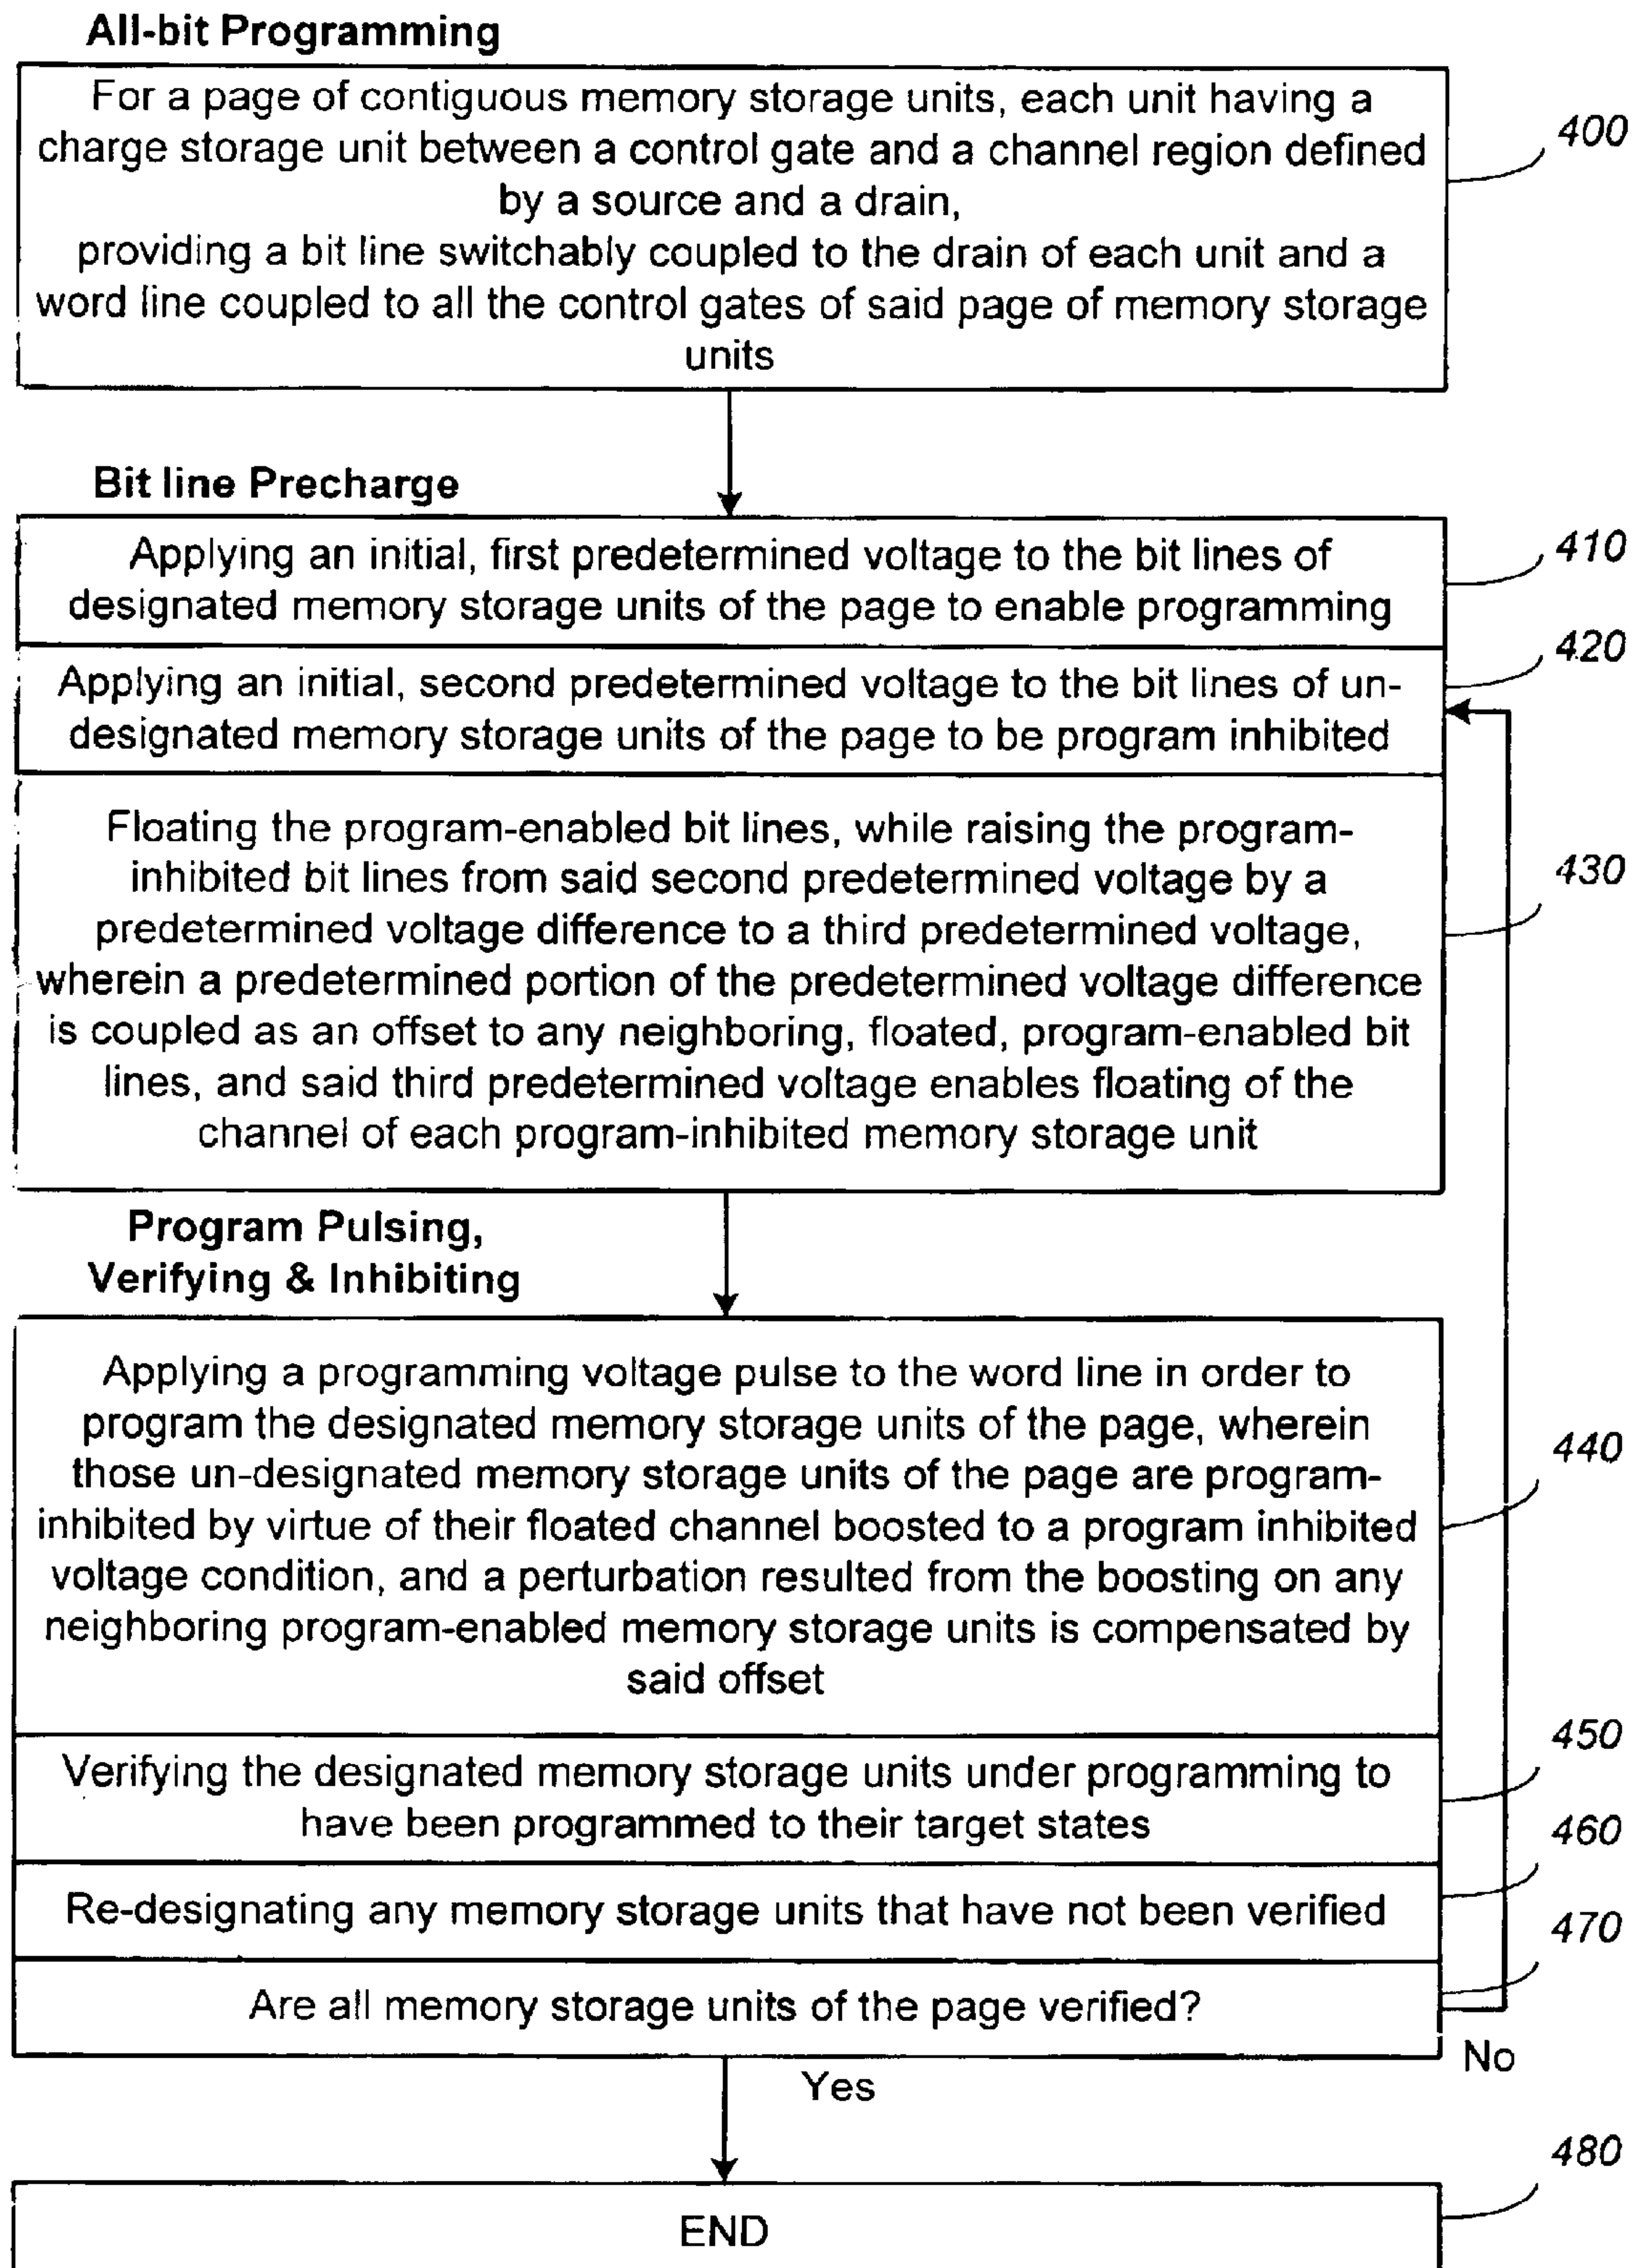 All-bit Programming
For a page of contiguous memory storage units, each unit having a
charge storage unit between a control gate and a channel region defined
by a source and a drain,
providing a bit line switchably coupled to the drain of each unit and a
word line coupled to all the control gates of said page of memory storage
units
400
Bit line Precharge
Applying an initial, first predetermined voltage to the bit lines of
designated memory storage units of the page to enable programming
410
Applying an initial, second predetermined voltage to the bit lines of un-
designated memory storage units of the page to be program inhibited
420
Floating the program-enabled bit lines, while raising the program-
inhibited bit lines from said second predetermined voltage by a
predetermined voltage difference to a third predetermined voltage,
wherein a predetermined portion of the predetermined voltage difference
is coupled as an offset to any neighboring, floated, program-enabled bit
lines, and said third predetermined voltage enables floating of the
channel of each program-inhibited memory storage unit
430
Program Pulsing,
Verifying & Inhibiting
Applying a programming voltage pulse to the word line in order to
program the designated memory storage units of the page, wherein
those un-designated memory storage units of the page are program-
inhibited by virtue of their floated channel boosted to a program inhibited
voltage condition, and a perturbation resulted from the boosting on any
neighboring program-enabled memory storage units is compensated by
said offset
440
Verifying the designated memory storage units under programming to
have been programmed to their target states
450
Re-designating any memory storage units that have not been verified
460
Are all memory storage units of the page verified?
470
No
Yes
END
480